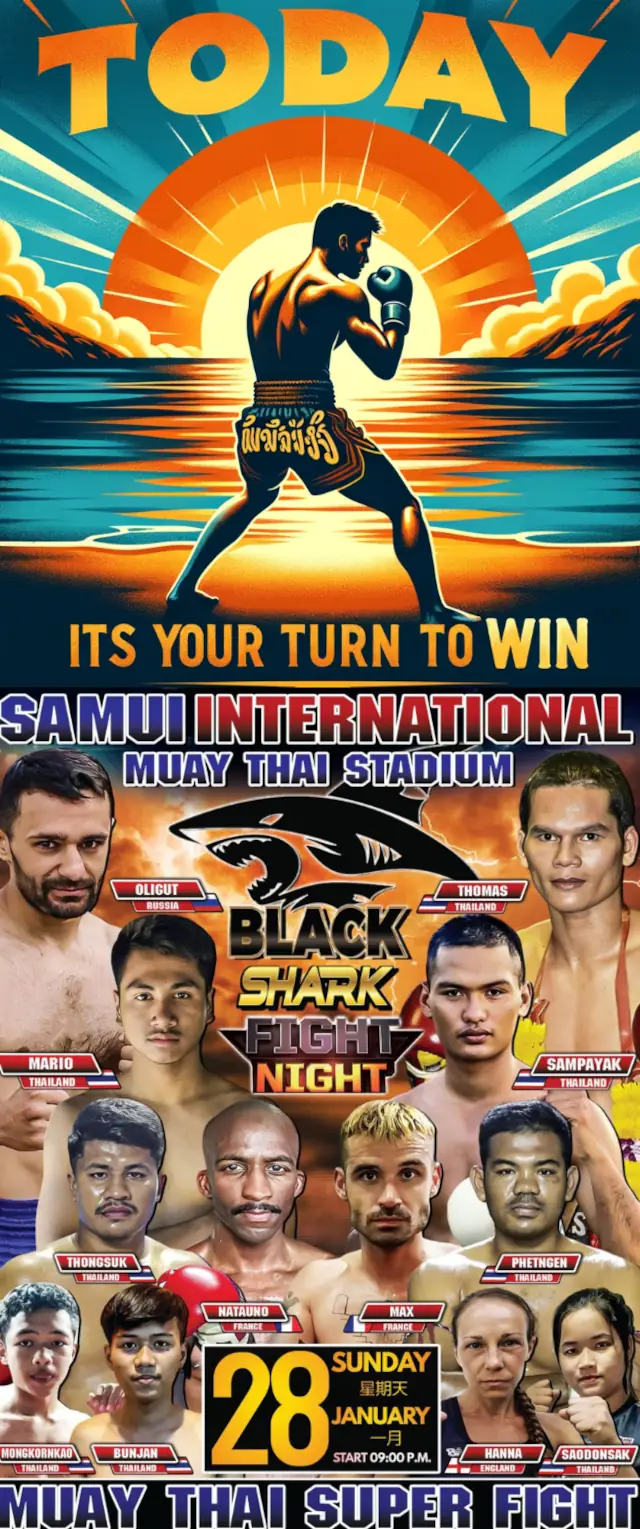 TODAY
ITS YOUR TURN TO WIN
SAMUI INTERNATIONAL
MUAY THAI STADIUM
OLIGUT
RUSSIA
THOMAS
THAILAND
BLACK
SHARK
FIGHT
NIGHT
MARIO
THAILAND
SAMPAYAK
THAILAND
THONGSUK
THAILAND
PHETNGEN
THAILAND
NATAUNO
FRANCE
MAX
FRANCE
28
SUNDAY
星期天
JANUARY
一月
START 09:00 P.M.
MONGKORNKAO
THAILAND
BUNJAN
THAILAND
HANNA
ENGLAND
SAODONSAK
THAILAND
MUAY THAI SUPER FIGHT